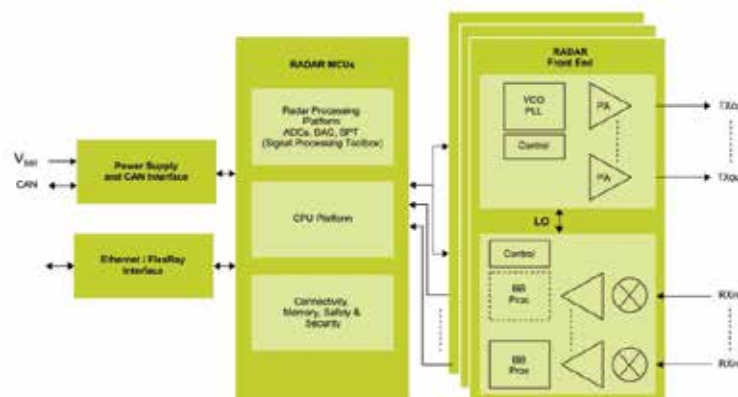 RADAR MCUs
Radar Processing
Platform
ADCs, DAC, SPT
(Signal Processing Toolbox)
CPU Platform
Connectivity,
Memory, Safety &
Security
Power Supply
and CAN Interface
Ethernet / FlexRay
Interface
CAN
RADAR
Front End
VCO
PLL
Control
PA
PA
LO
Control
BB
Proc
BB
Proc